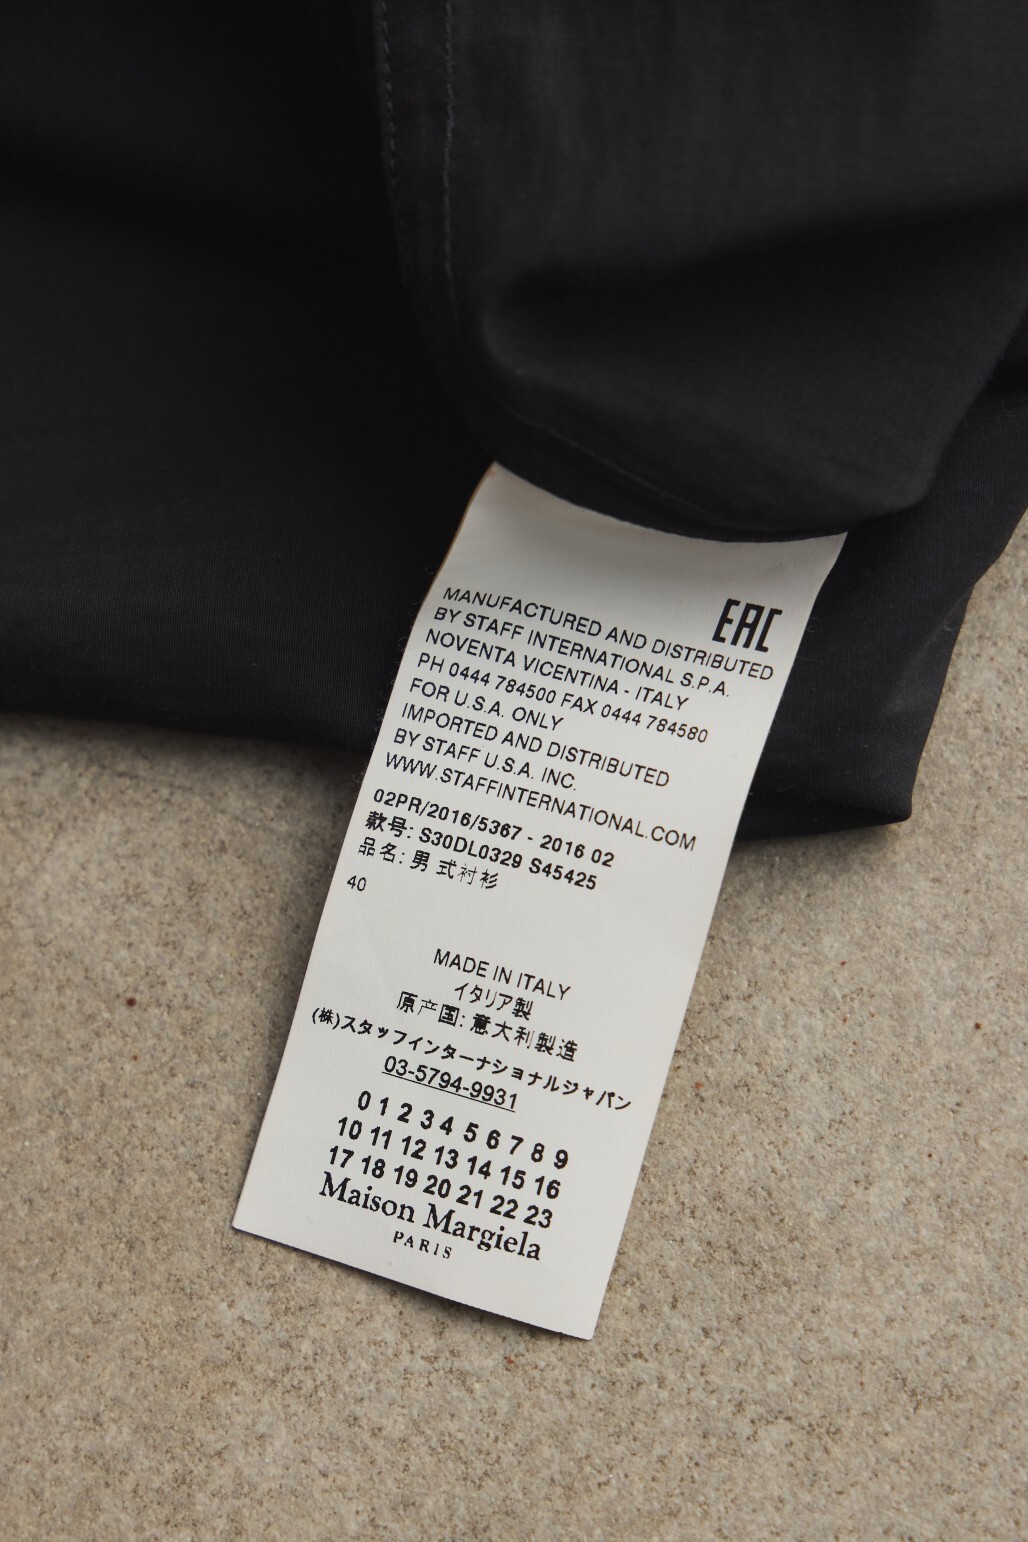 EAC
MANUFACTURED AND DISTRIBUTED
BY STAFF INTERNATIONAL S.P.A.
NOVENTA VICENTINA - ITALY
PH 0444 784500 FAX 0444 784580
FOR U.S.A. ONLY
IMPORTED AND DISTRIBUTED
BY STAFF U.S.A. INC.
WWW.STAFFINTERNATIONAL.COM
02PR/2016/5367 - 2016 02
款号: S30DL0329 S45425
品名: 男 式衬衫
40
MADE IN ITALY
イタリア製
原产国: 意大利製造
(株)スタッフインターナショナルジャパン
03-5794-9931
0 1 2 3 4 5 6 7 8 9
10 11 12 13 14 15 16
17 18 19 20 21 22 23
Maison Margiela
PARIS